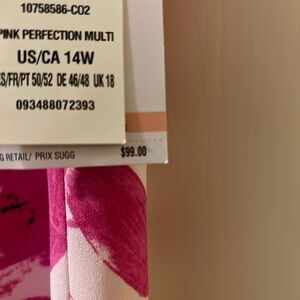 10758586-CO2
PINK PERFECTION MULTI
US/CA 14W
ES/FR/PT 50/52 DE 46/48 UK 18
093488072393
$99.00
G RETAIL/ PRIX SUGG